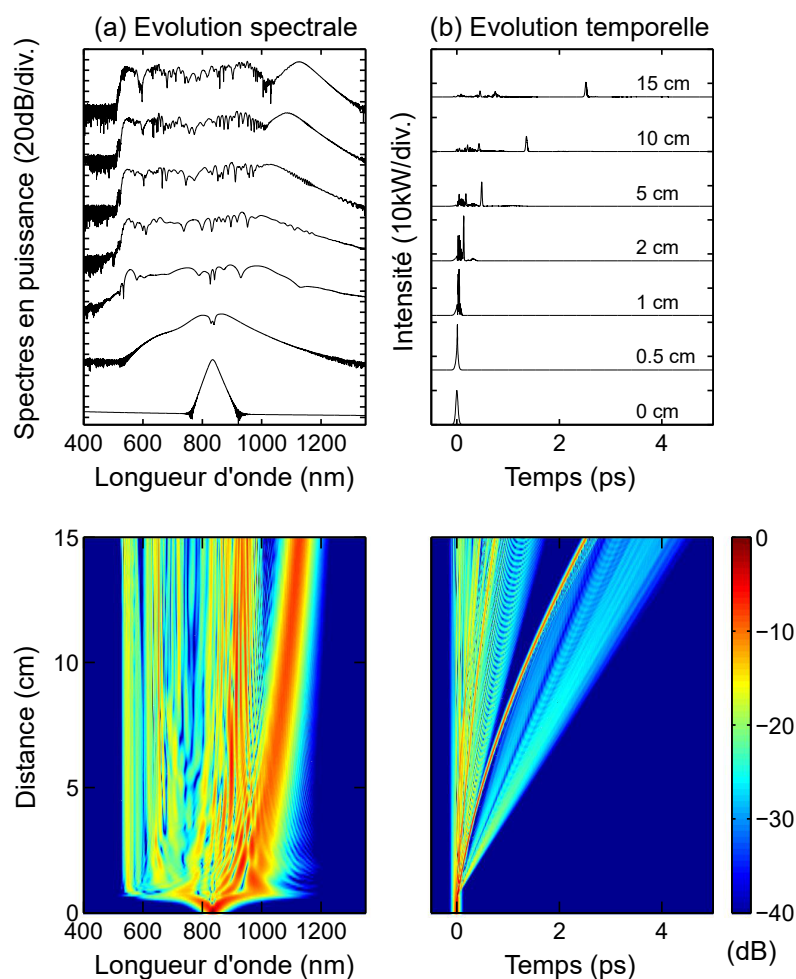 (a) Evolution spectrale
(b) Evolution temporelle
Spectres en puissance (20dB/div.)
400 600 800 1000 1200
Longueur d'onde (nm)
Intensité (10kW/div.)
15 cm
10 cm
5 cm
2 cm
1 cm
0.5 cm
0 cm
0 2 4
Temps (ps)
Distance (cm)
15
10
5
0
400 600 800 1000 1200
Longueur d'onde (nm)
0 2 4
Temps (ps)
0
−10
−20
−30
−40
(dB)